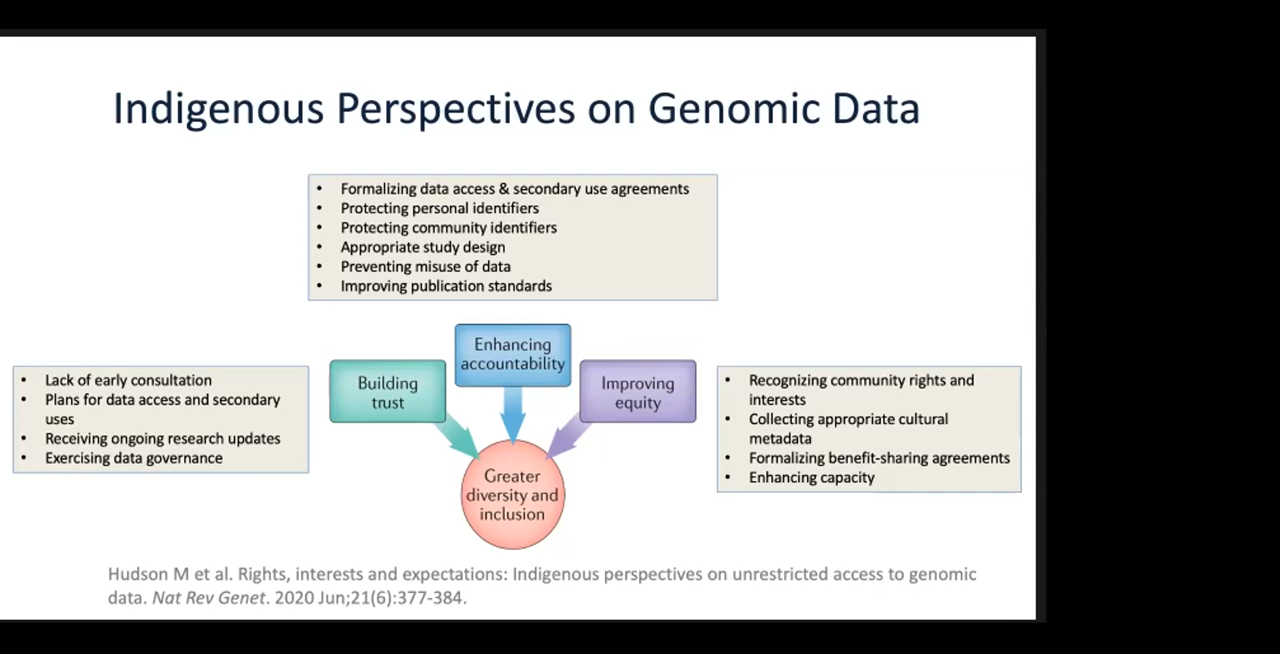 Indigenous Perspectives on Genomic Data
• Formalizing data access & secondary use agreements
• Protecting personal identifiers
• Protecting community identifiers
• Appropriate study design
• Preventing misuse of data
• Improving publication standards
• Lack of early consultation
• Plans for data access and secondary
uses
• Receiving ongoing research updates
• Exercising data governance
Building
trust
Enhancing
accountability
Improving
equity
Greater
diversity and
inclusion
• Recognizing community rights and
interests
• Collecting appropriate cultural
metadata
• Formalizing benefit-sharing agreements
• Enhancing capacity
Hudson M et al. Rights, interests and expectations: Indigenous perspectives on unrestricted access to genomic
data. Nat Rev Genet. 2020 Jun;21(6):377-384.